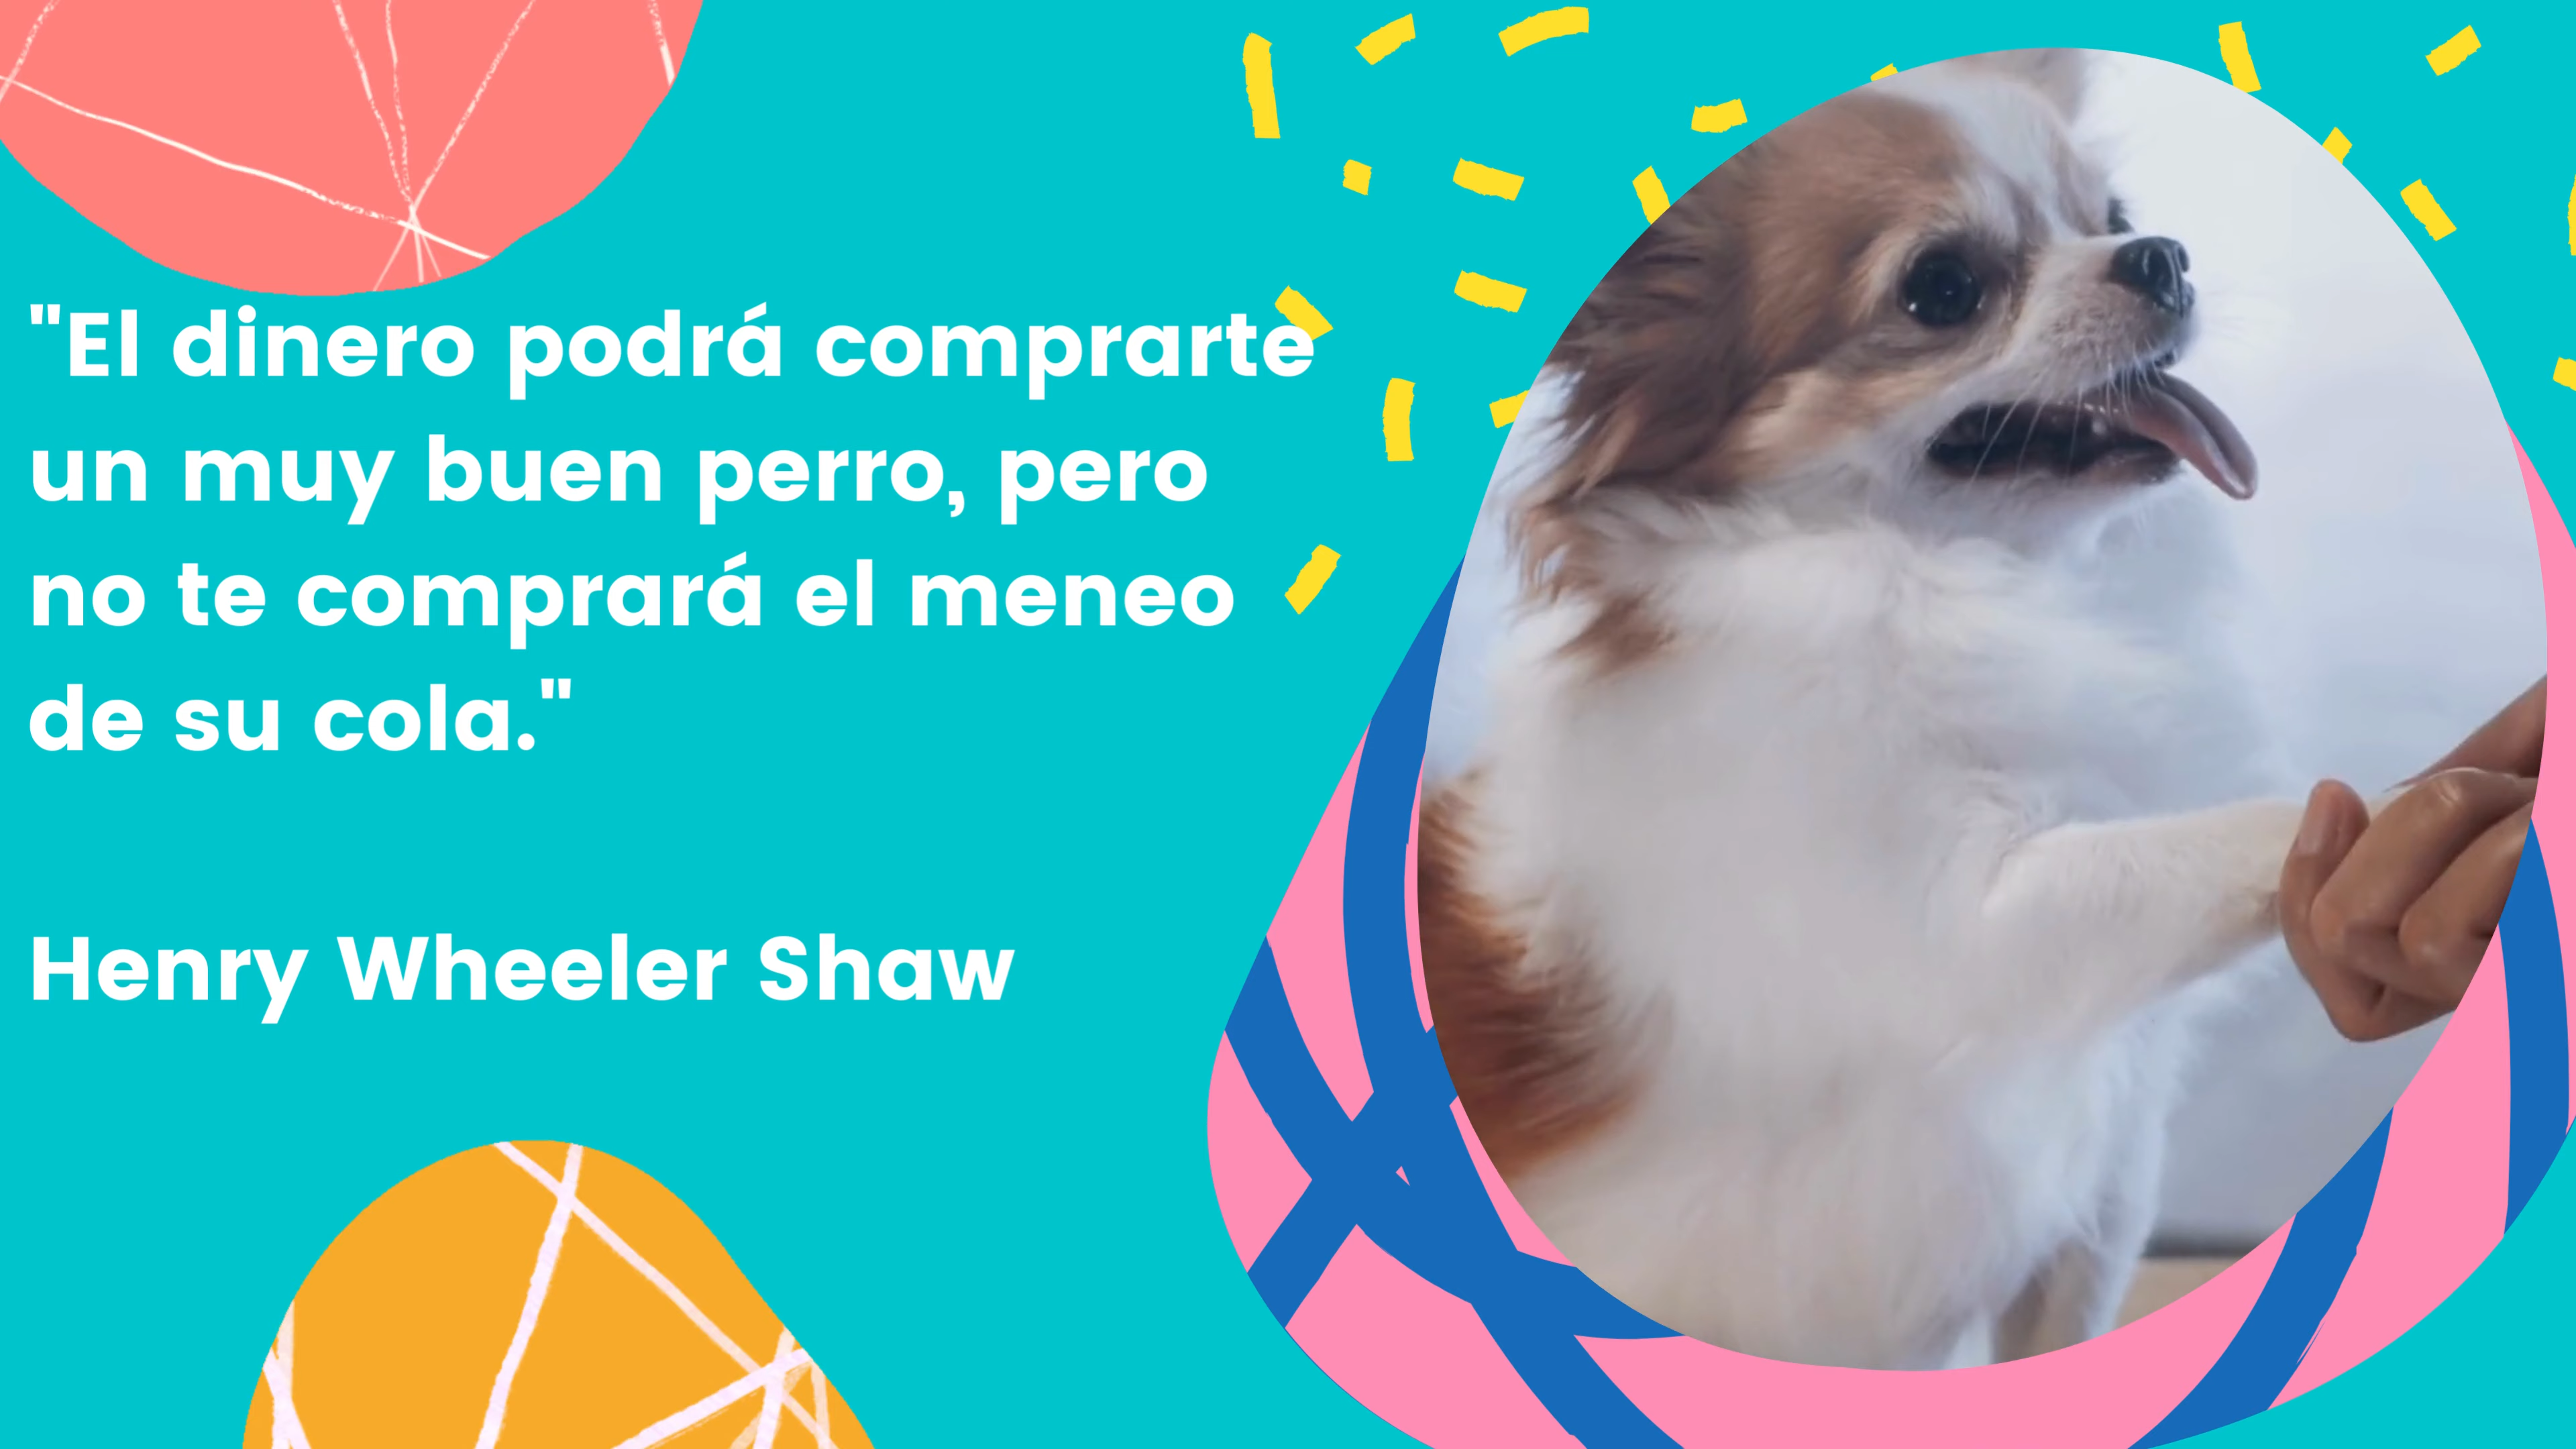 "El dinero podrá comprarte
un muy buen perro, pero
no te comprará el meneo
de su cola."
Henry Wheeler Shaw